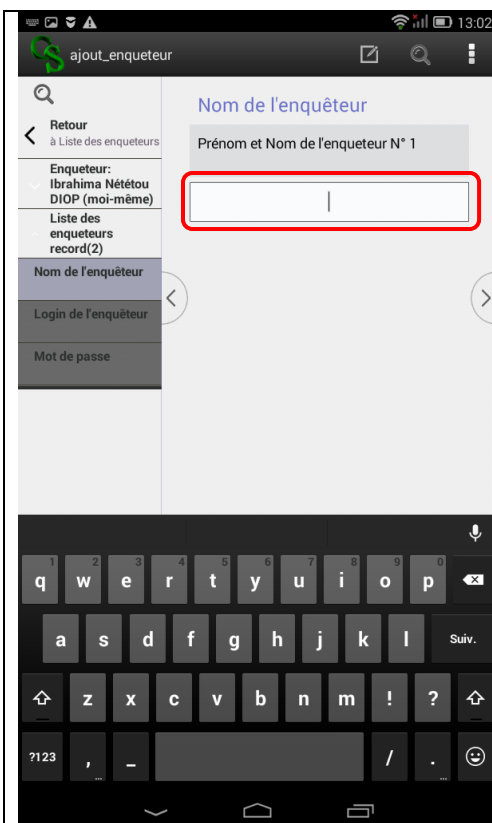 13:02
CS ajout_enqueteur
Retour
à Liste des enqueteurs
Enqueteur:
Ibrahima Nététou
DIOP (moi-même)
Liste des
enqueteurs
record(2)
Nom de l'enquêteur
Login de l'enquêteur
Mot de passe
Nom de l'enquêteur
Prénom et Nom de l'enqueteur N° 1
1 2 3 4 5 6 7 8 9 0
q w e r t y u i o p
a s d f g h j k l Suiv.
z x c v b n m ! ?
?123 , _ / .
... ...